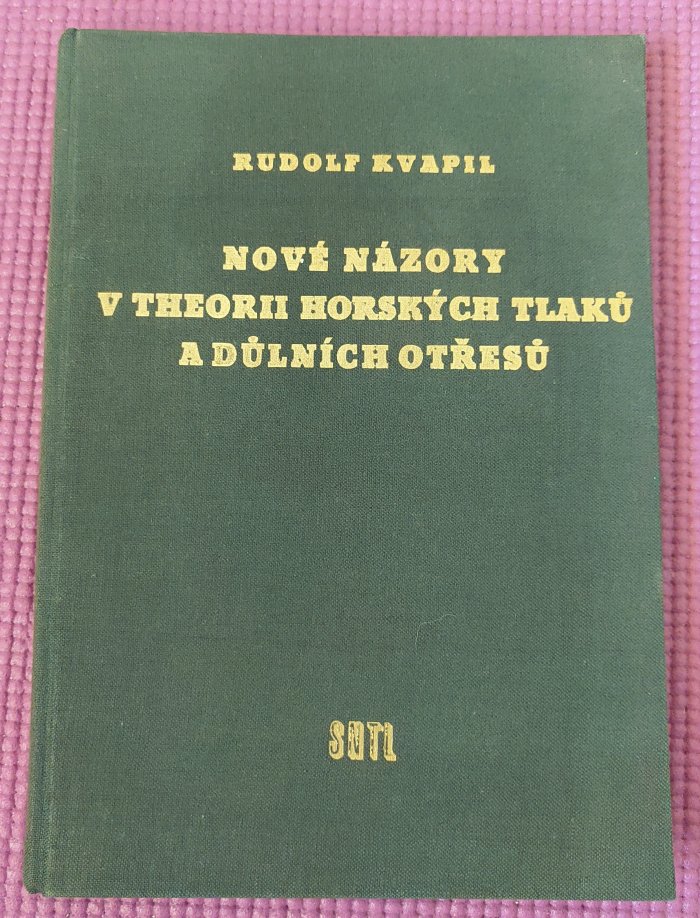 RUDOLF KVAPIL
NOVÉ NÁZORY
V THEORII HORSKÝCH TLAKŮ
A DŮLNÍCH OTŘESŮ
SNTL